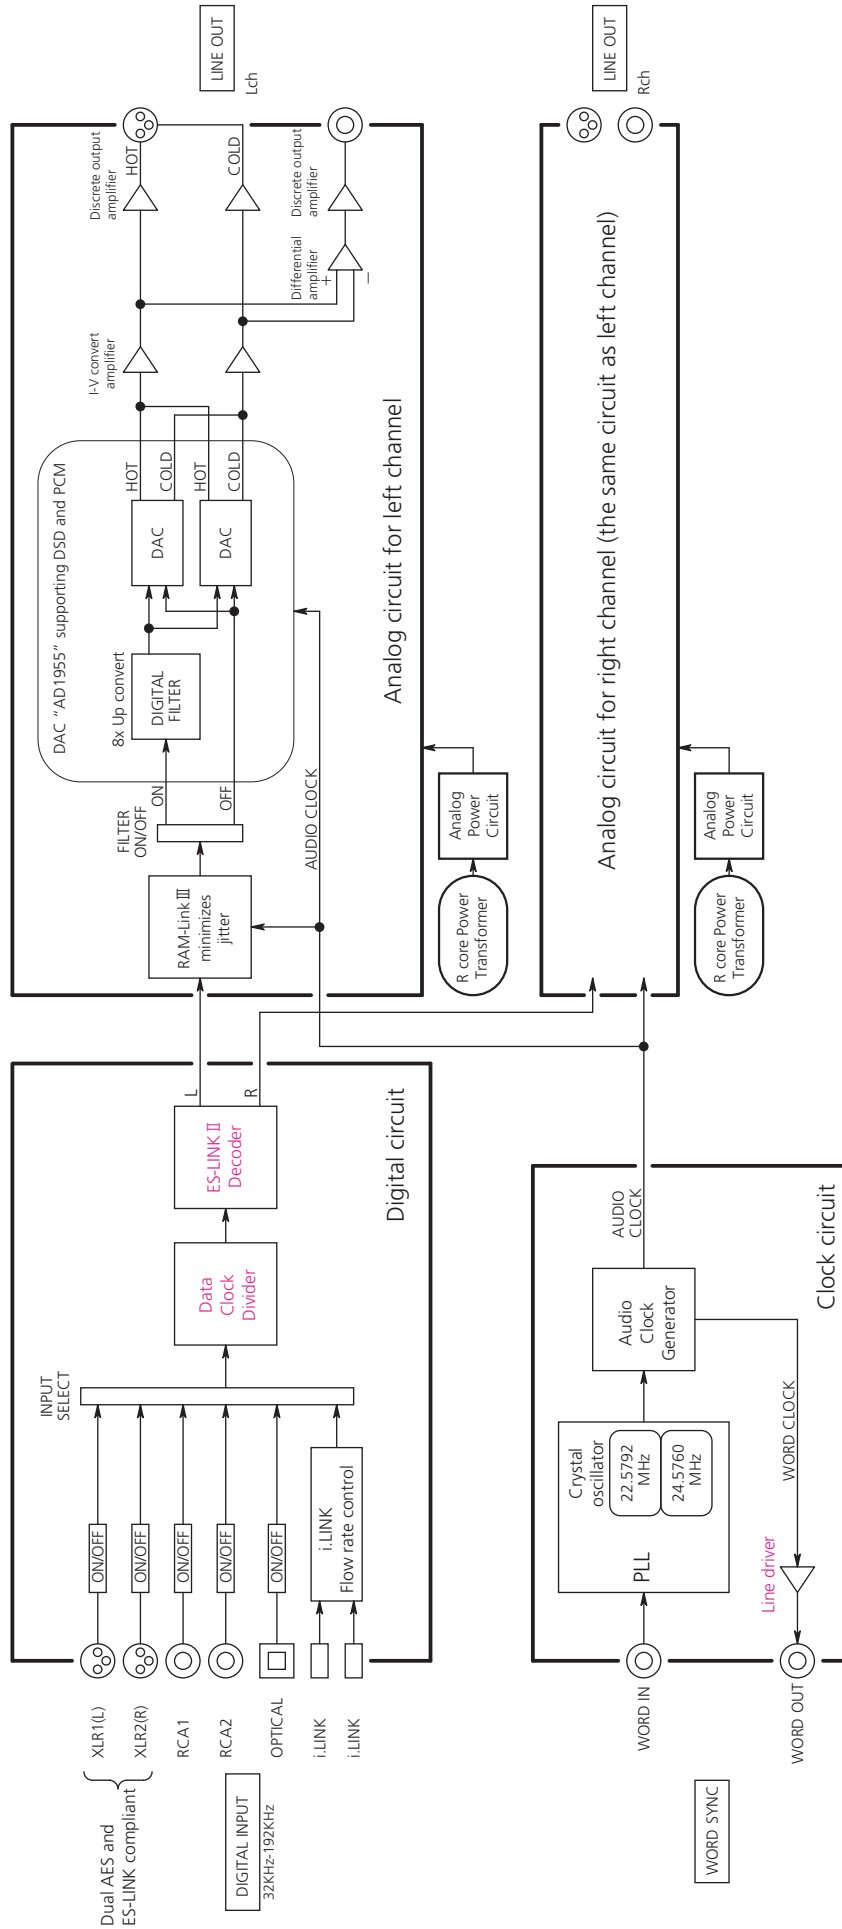 Dual AES and
ES-LINK compliant
XLR1(L)
XLR2(R)
RCA1
RCA2
OPTICAL
i.LINK
i.LINK
DIGITAL INPUT
32KHz-192KHz
ON/OFF
ON/OFF
ON/OFF
ON/OFF
ON/OFF
i.LINK
Flow rate control
INPUT
SELECT
Data
Clock
Divider
ES-LINK II
Decoder
L
R
Digital circuit
RAM-Link III
minimizes
jitter
FILTER
ON/OFF
ON
OFF
AUDIO CLOCK
DAC “AD1955” supporting DSD and PCM
8x Up convert
DIGITAL
FILTER
DAC
DAC
HOT
COLD
HOT
COLD
I-V convert
amplifier
Differential
amplifier
+
−
Discrete output
amplifier
HOT
COLD
Discrete output
amplifier
LINE OUT
Lch
Analog circuit for left channel
R core Power
Transformer
Analog
Power
Circuit
Analog circuit for right channel (the same circuit as left channel)
LINE OUT
Rch
R core Power
Transformer
Analog
Power
Circuit
WORD SYNC
WORD IN
WORD OUT
PLL
Crystal
oscillator
22.5792
MHz
24.5760
MHz
Audio
Clock
Generator
AUDIO
CLOCK
WORD CLOCK
Line driver
Clock circuit